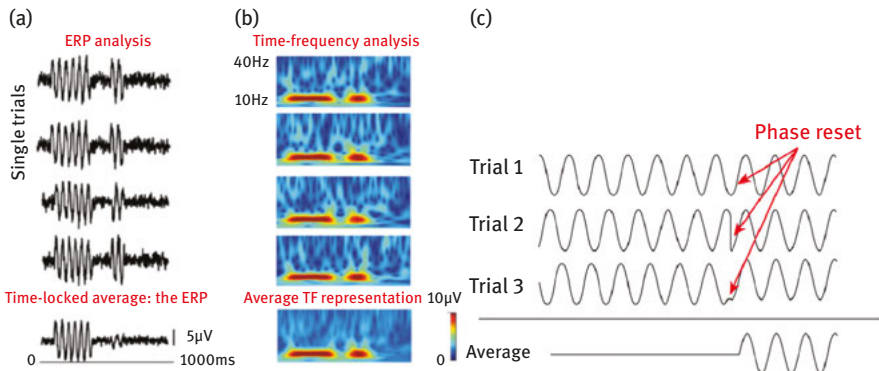 (a)
ERP analysis
Single trials
Time-locked average: the ERP
5µV
0
1000ms
(b)
Time-frequency analysis
40Hz
10Hz
Average TF representation
10µV
0
(c)
Phase reset
Trial 1
Trial 2
Trial 3
Average